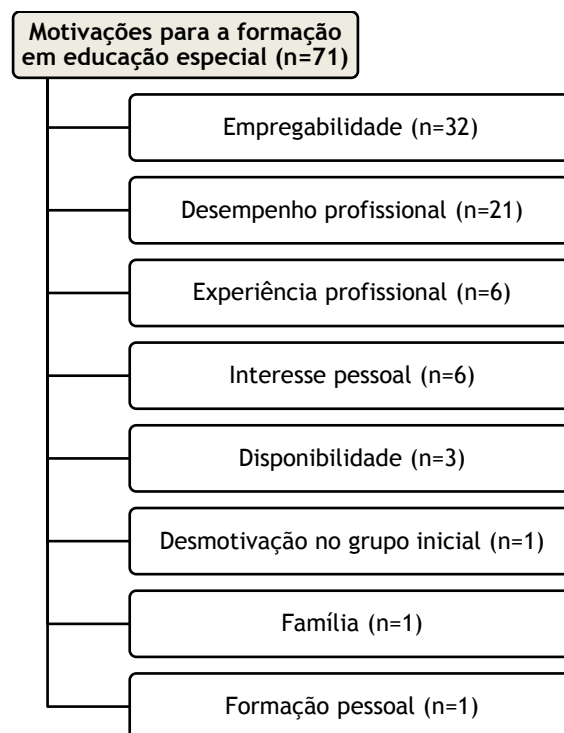 Motivações para a formação
em educação especial (n=71)
Empregabilidade (n=32)
Desempenho profissional (n=21)
Experiência profissional (n=6)
Interesse pessoal (n=6)
Disponibilidade (n=3)
Desmotivação no grupo inicial (n=1)
Família (n=1)
Formação pessoal (n=1)